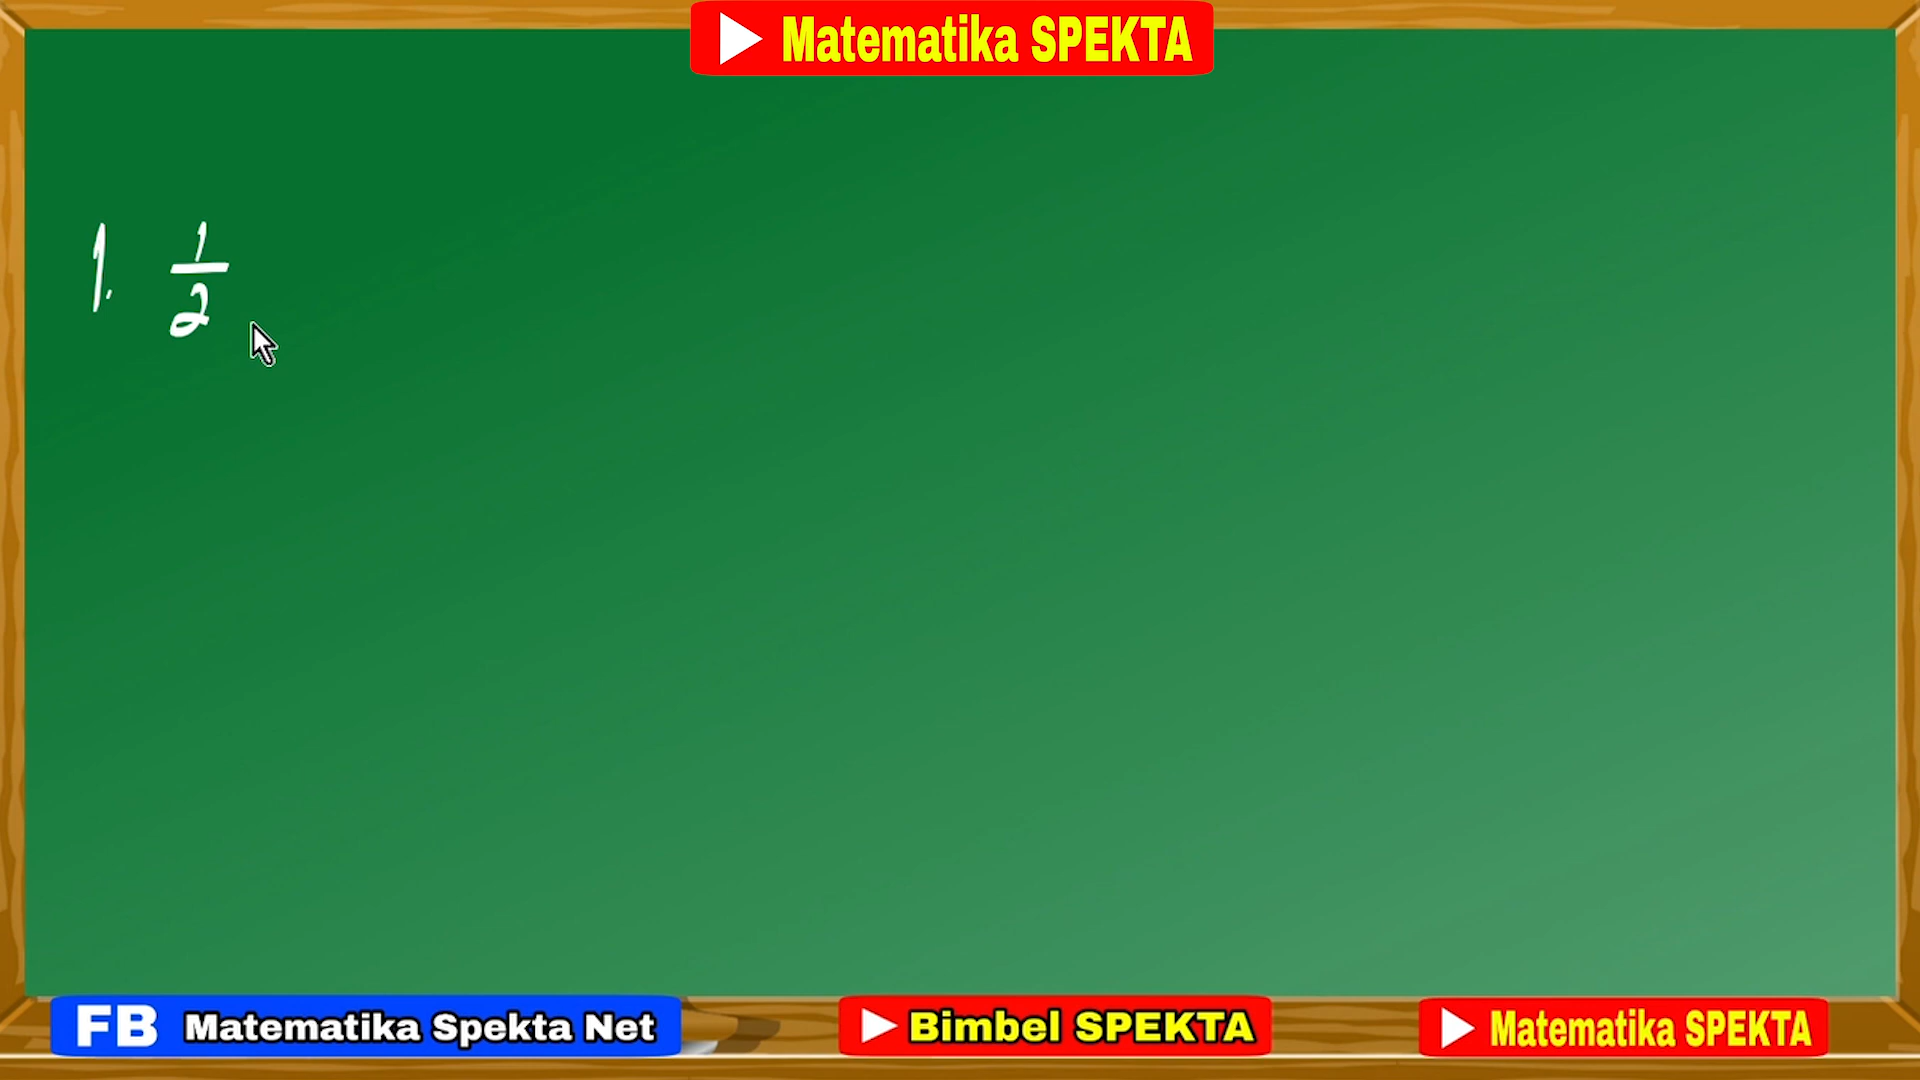 Matematika SPEKTA
1. 1/2
FB Matematika Spekta Net
Bimbel SPEKTA
Matematika SPEKTA